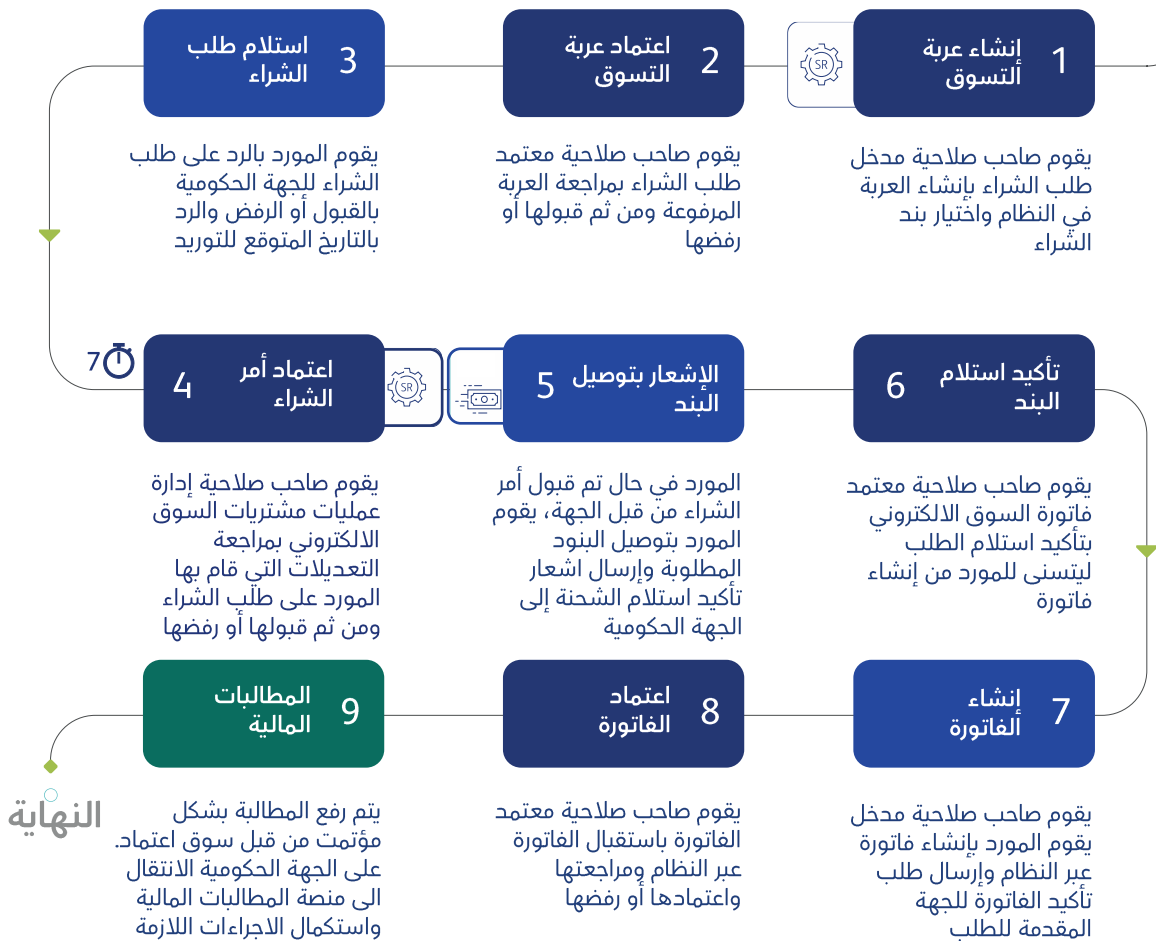 1
إنشاء عربة
التسوق
SR
يقوم صاحب صلاحية مدخل
طلب الشراء بإنشاء العربة
في النظام واختيار بند
الشراء
2
اعتماد عربة
التسوق
يقوم صاحب صلاحية معتمد
طلب الشراء بمراجعة العربة
المرفوعة ومن ثم قبولها أو
رفضها
3
استلام طلب
الشراء
يقوم المورد بالرد على طلب
الشراء للجهة الحكومية
بالقبول أو الرفض والرد
بالتاريخ المتوقع للتوريد
7
4
اعتماد أمر
الشراء
SR
يقوم صاحب صلاحية إدارة
عمليات مشتريات السوق
الالكتروني بمراجعة
التعديلات التي قام بها
المورد على طلب الشراء
ومن ثم قبولها أو رفضها
5
الإشعار بتوصيل
البند
المورد في حال تم قبول أمر
الشراء من قبل الجهة، يقوم
المورد بتوصيل البنود
المطلوبة وإرسال اشعار
تأكيد استلام الشحنة إلى
الجهة الحكومية
6
تأكيد استلام
البند
يقوم صاحب صلاحية معتمد
فاتورة السوق الالكتروني
بتأكيد استلام الطلب
ليتسنى للمورد من إنشاء
فاتورة
7
إنشاء
الفاتورة
يقوم صاحب صلاحية مدخل
يقوم المورد بإنشاء فاتورة
عبر النظام وإرسال طلب
تأكيد الفاتورة للجهة
المقدمة للطلب
8
اعتماد
الفاتورة
يقوم صاحب صلاحية معتمد
الفاتورة باستقبال الفاتورة
عبر النظام ومراجعتها
واعتمادها أو رفضها
9
المطالبات
المالية
يتم رفع المطالبة بشكل
مؤتمت من قبل سوق اعتماد.
على الجهة الحكومية الانتقال
الى منصة المطالبات المالية
واستكمال الاجراءات اللازمة
النهاية